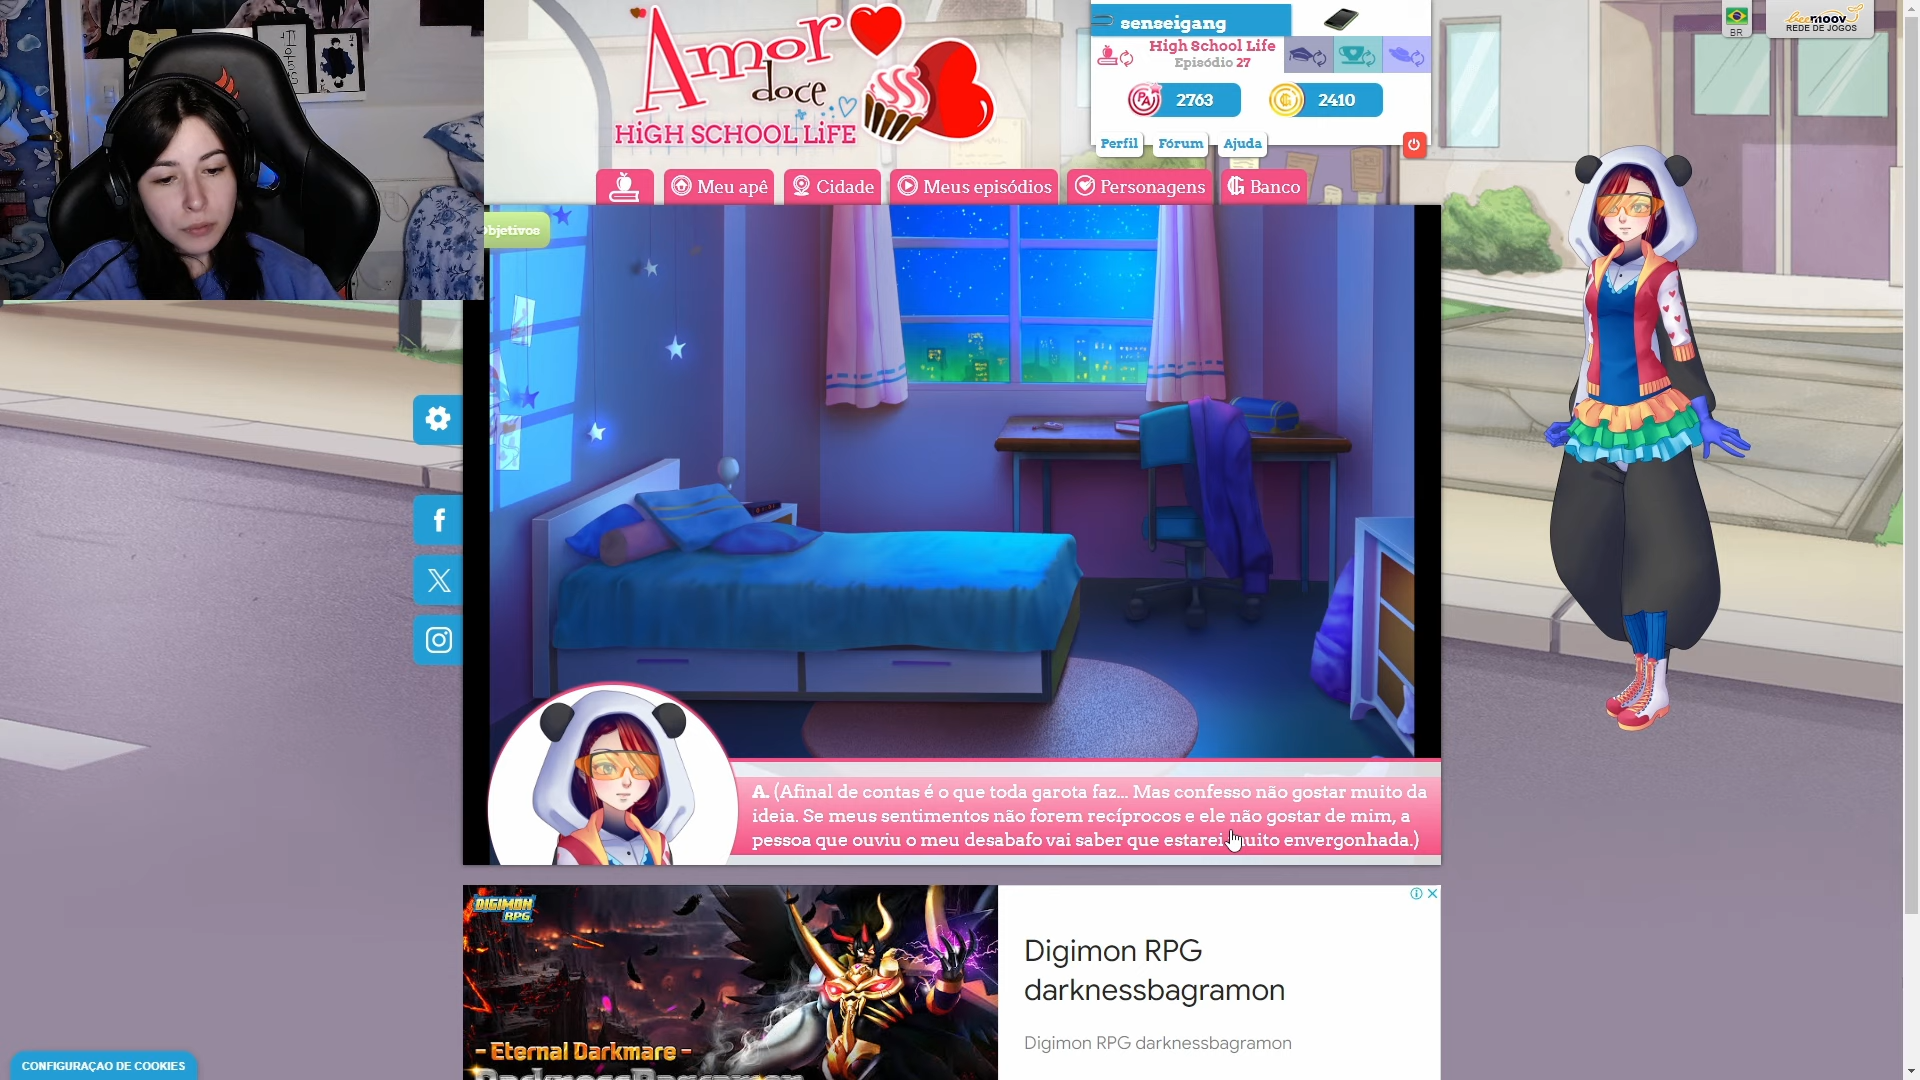 Amor
doce
HiGH SCHOOL LiFE
senseigang
High School Life
Episódio 27
PA
2763
2410
Perfil
Fórum
Ajuda
BR
beemoov
REDE DE JOGOS
Meu apê
Cidade
Meus episódios
Personagens
Banco
Objetivos
A. (Afinal de contas é o que toda garota faz... Mas confesso não gostar muito da
ideia. Se meus sentimentos não forem recíprocos e ele não gostar de mim, a
pessoa que ouviu o meu desabafo vai saber que estarei muito envergonhada.)
DIGIMON
RPG
- Eternal Darkmare -
DarknessBagramon
Digimon RPG
darknessbagramon
Digimon RPG darknessbagramon
CONFIGURAÇAO DE COOKIES